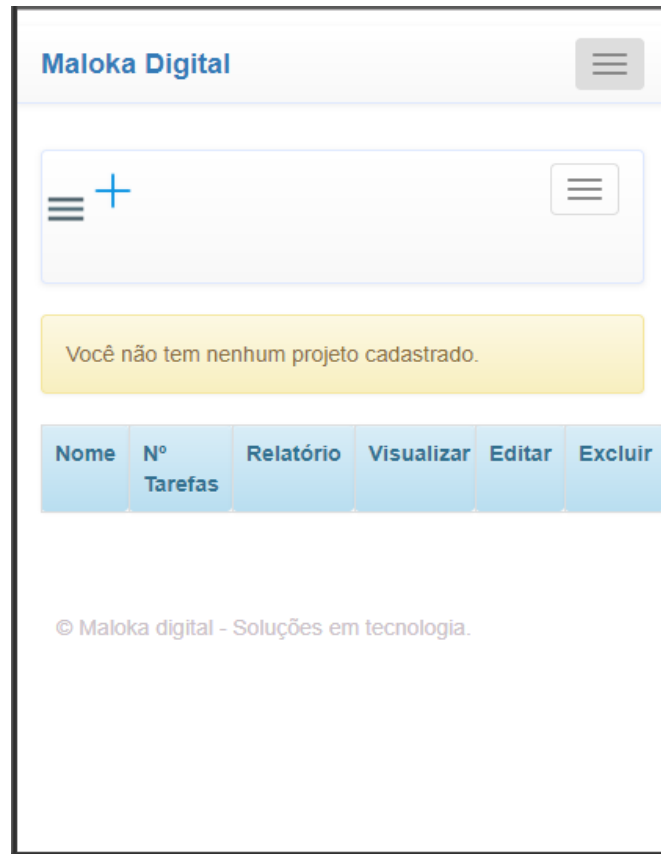 Maloka Digital
Você não tem nenhum projeto cadastrado.
Nome Nº Tarefas Relatório Visualizar Editar Excluir
© Maloka digital - Soluções em tecnologia.